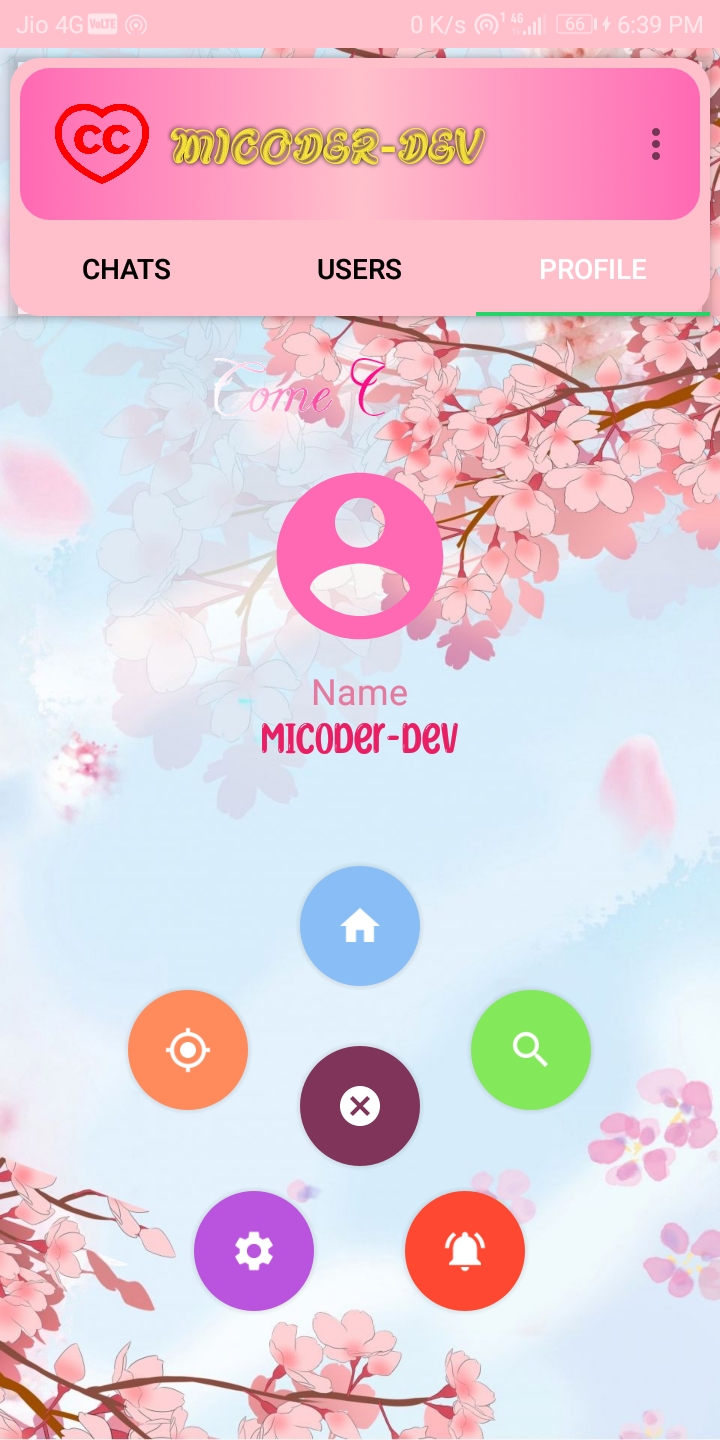 Jio 4G VoLTE 0 K/s 1 4G 66 6:39 PM
CC MICODER-DEV
CHATS USERS PROFILE
Come
Name
MICODer-DeV